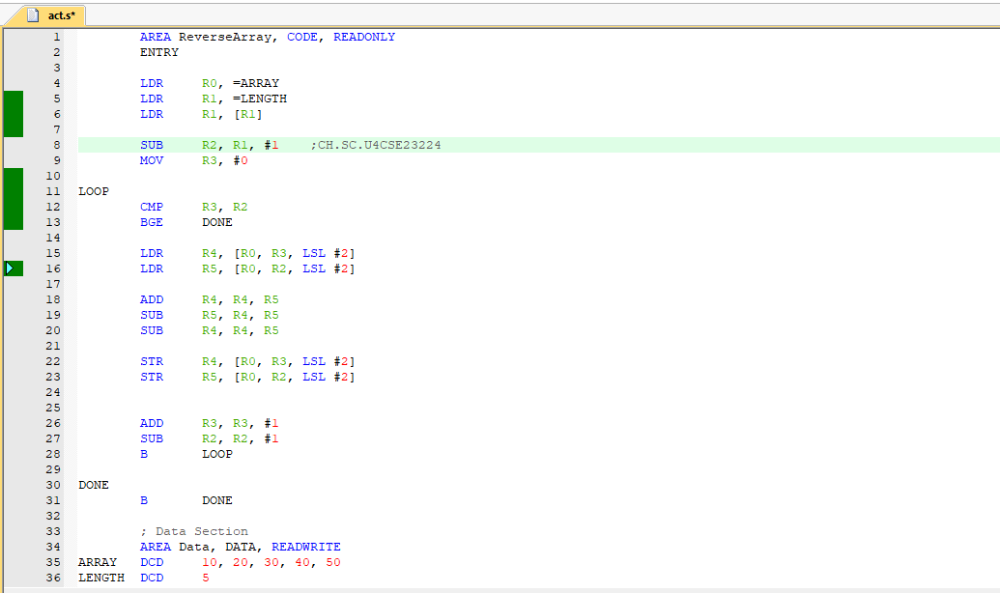 act.s*
1 AREA ReverseArray, CODE, READONLY
2 ENTRY
3
4 LDR R0, =ARRAY
5 LDR R1, =LENGTH
6 LDR R1, [R1]
7
8 SUB R2, R1, #1 ;CH.SC.U4CSE23224
9 MOV R3, #0
10
11 LOOP
12 CMP R3, R2
13 BGE DONE
14
15 LDR R4, [R0, R3, LSL #2]
16 LDR R5, [R0, R2, LSL #2]
17
18 ADD R4, R4, R5
19 SUB R5, R4, R5
20 SUB R4, R4, R5
21
22 STR R4, [R0, R3, LSL #2]
23 STR R5, [R0, R2, LSL #2]
24
25
26 ADD R3, R3, #1
27 SUB R2, R2, #1
28 B LOOP
29
30 DONE
31 B DONE
32
33 ; Data Section
34 AREA Data, DATA, READWRITE
35 ARRAY DCD 10, 20, 30, 40, 50
36 LENGTH DCD 5